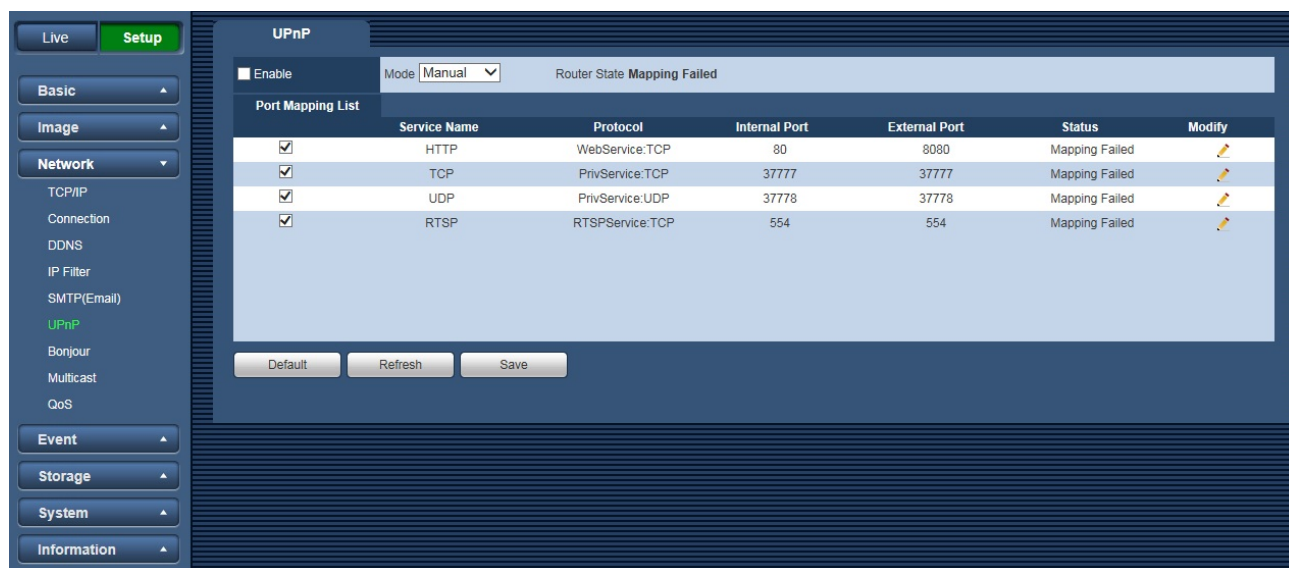 Live Setup
Basic
Image
Network
TCP/IP
Connection
DDNS
IP Filter
SMTP(Email)
UPnP
Bonjour
Multicast
QoS
Event
Storage
System
Information
UPnP
Enable Mode Manual Router State Mapping Failed
Port Mapping List
Service Name Protocol Internal Port External Port Status Modify
HTTP WebService:TCP 80 8080 Mapping Failed
TCP PrivService:TCP 37777 37777 Mapping Failed
UDP PrivService:UDP 37778 37778 Mapping Failed
RTSP RTSPService:TCP 554 554 Mapping Failed
Default Refresh Save